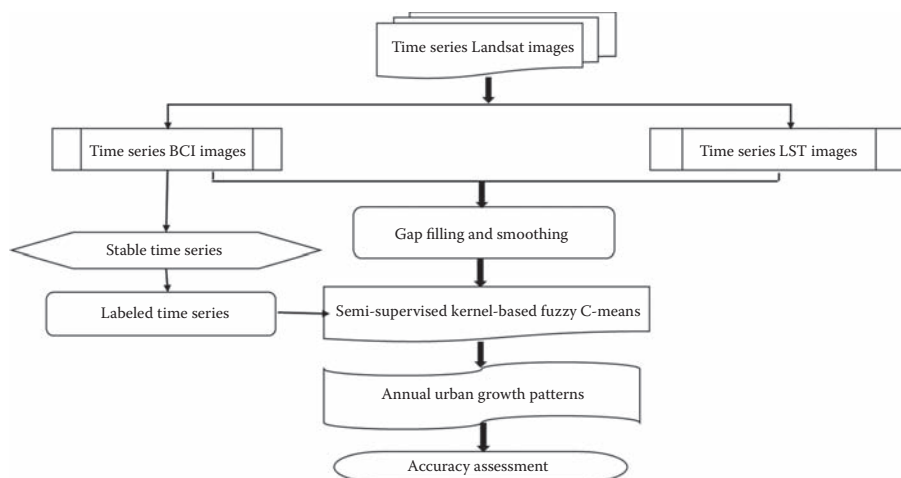 Time series Landsat images
Time series BCI images
Time series LST images
Gap filling and smoothing
Stable time series
Labeled time series
Semi-supervised kernel-based fuzzy C-means
Annual urban growth patterns
Accuracy assessment